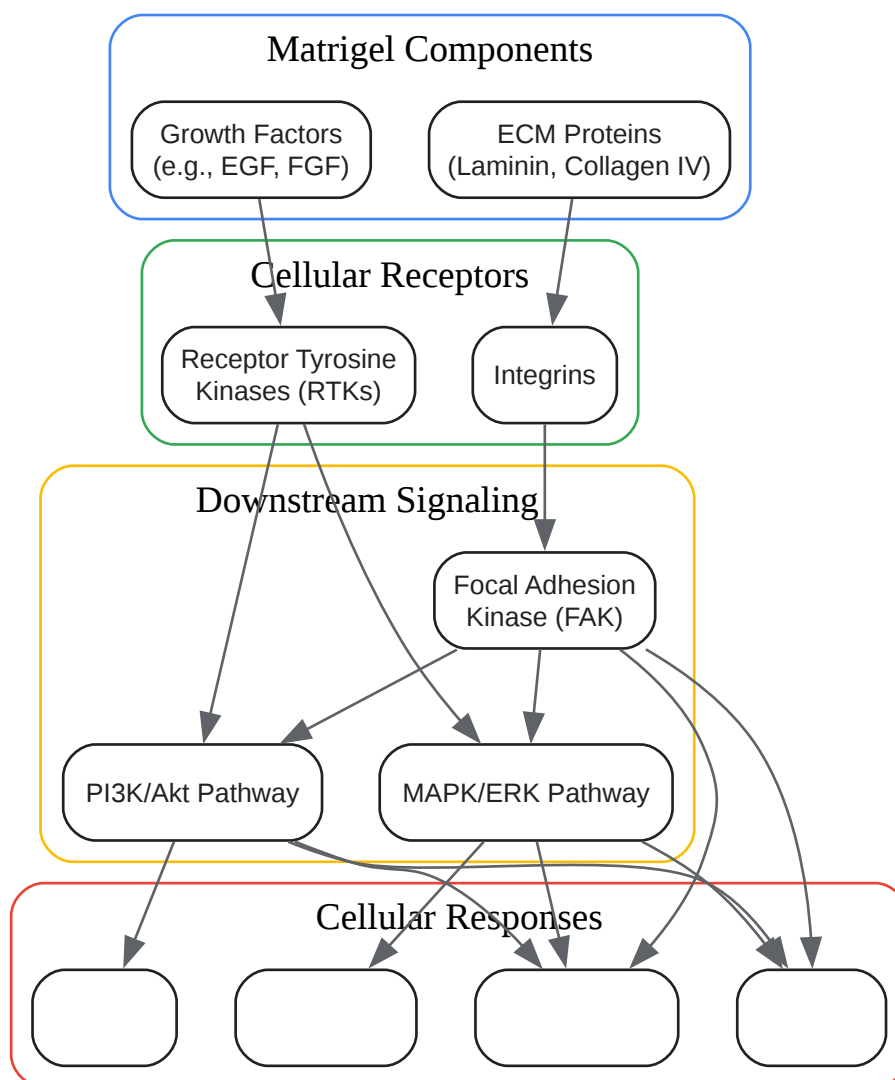 Matrigel Components
Growth Factors
(e.g., EGF, FGF)
ECM Proteins
(Laminin, Collagen IV)
Cellular Receptors
Receptor Tyrosine
Kinases (RTKs)
Integrins
Downstream Signaling
Focal Adhesion
Kinase (FAK)
PI3K/Akt Pathway
MAPK/ERK Pathway
Cellular Responses